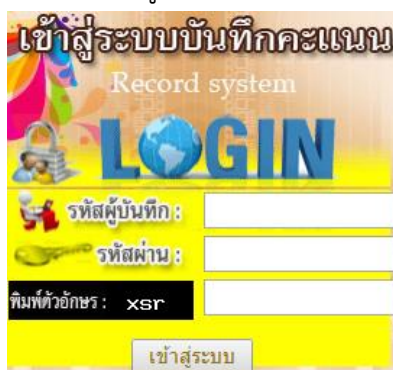 เข้าสู่ระบบบันทึกคะแนน
Record system
LOGIN
รหัสผู้บันทึก :
รหัสผ่าน :
พิมพ์ตัวอักษร : xsr
เข้าสู่ระบบ